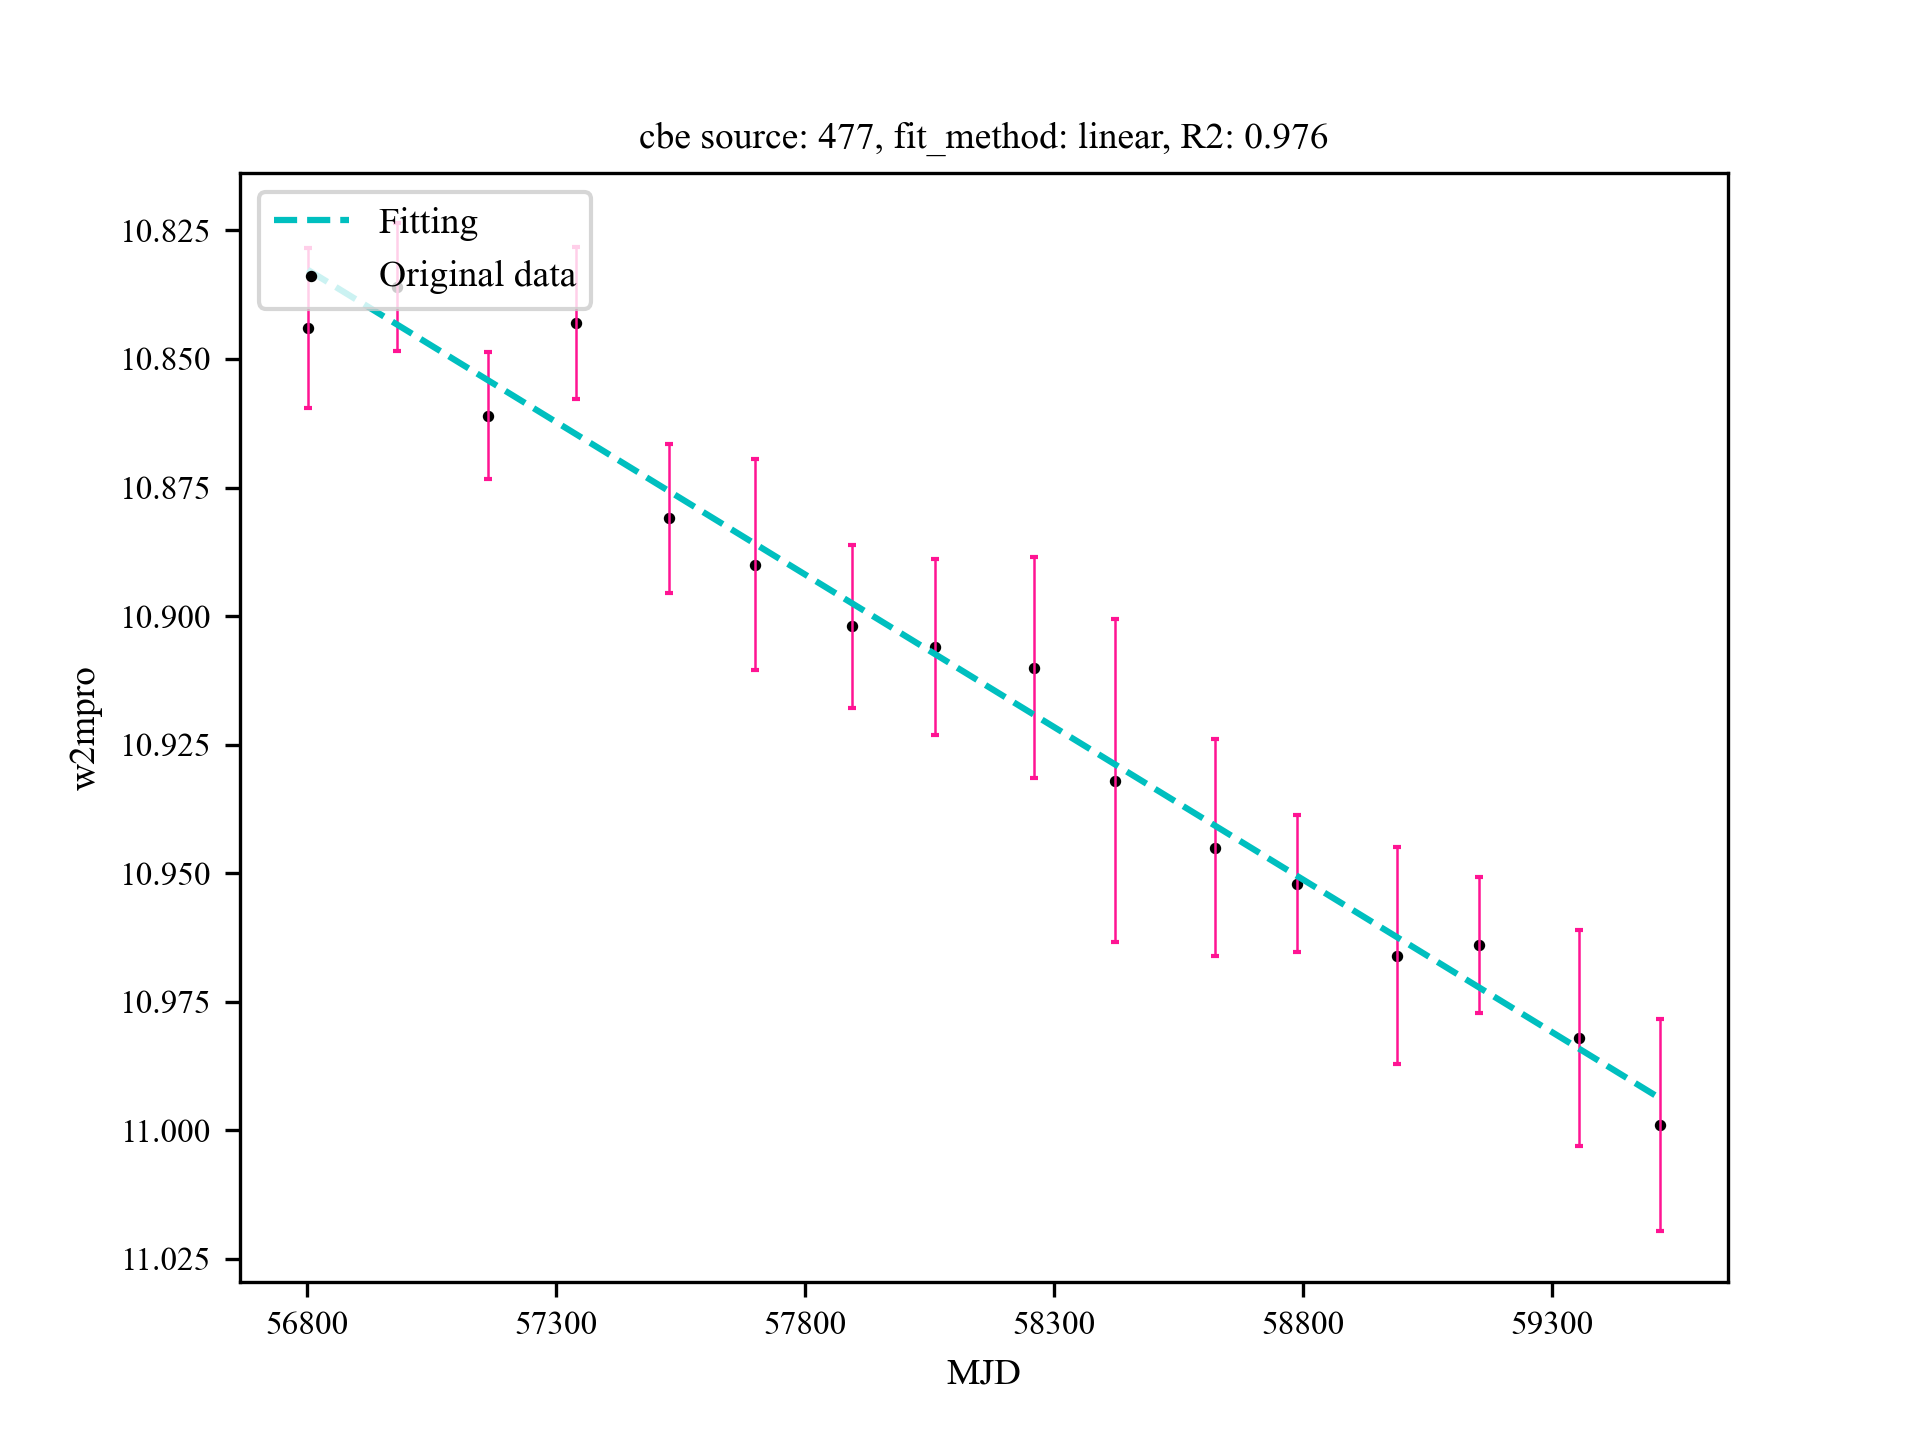 cbe source: 477, fit_method: linear, R2: 0.976
Fitting
Original data
10.825
10.850
10.875
10.900
10.925
10.950
10.975
11.000
11.025
w2mpro
56800 57300 57800 58300 58800 59300
MJD